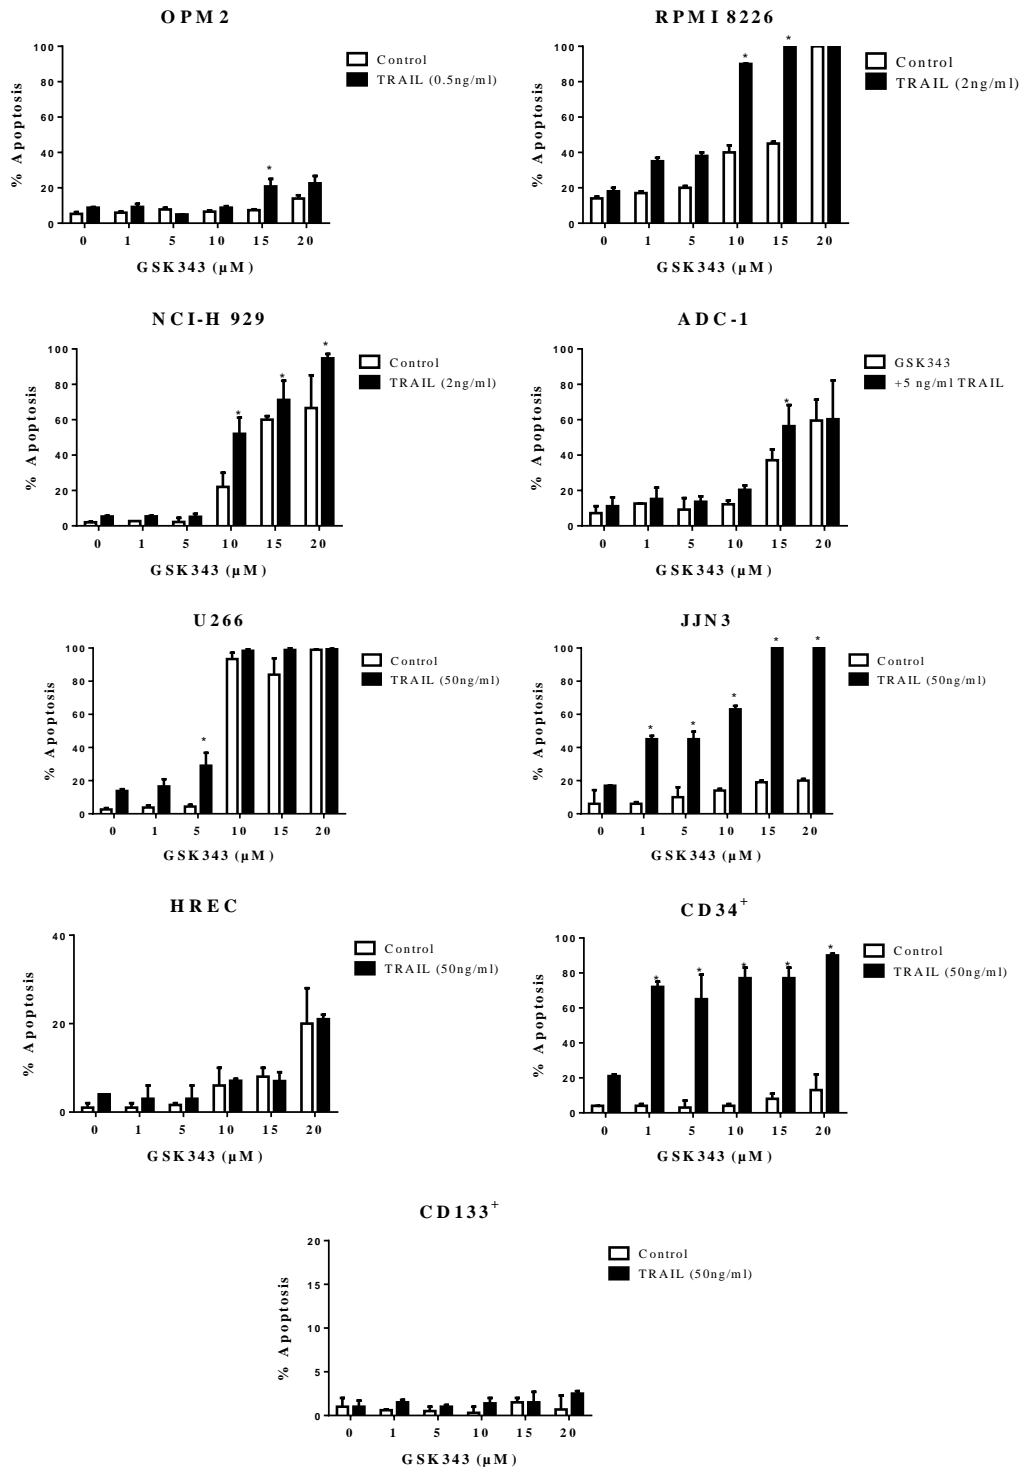 OPM2
Control
TRAIL (0.5ng/ml)
% Apoptosis
100
80
60
40
20
0
0 1 5 10 15 20
GSK343 (µM)
*
RPMI 8226
Control
TRAIL (2ng/ml)
% Apoptosis
100
80
60
40
20
0
0 1 5 10 15 20
GSK343 (µM)
* *
NCI-H 929
Control
TRAIL (2ng/ml)
% Apoptosis
100
80
60
40
20
0
0 1 5 10 15 20
GSK343 (µM)
* * *
ADC-1
GSK343
+5 ng/ml TRAIL
% Apoptosis
100
80
60
40
20
0
0 1 5 10 15 20
GSK343 (µM)
*
U266
Control
TRAIL (50ng/ml)
% Apoptosis
100
80
60
40
20
0
0 1 5 10 15 20
GSK343 (µM)
*
JJN3
Control
TRAIL (50ng/ml)
% Apoptosis
100
80
60
40
20
0
0 1 5 10 15 20
GSK343 (µM)
* * * * *
HREC
Control
TRAIL (50ng/ml)
% Apoptosis
40
20
0
0 1 5 10 15 20
GSK343 (µM)
CD34+
Control
TRAIL (50ng/ml)
% Apoptosis
100
80
60
40
20
0
0 1 5 10 15 20
GSK343 (µM)
* * * * *
CD133+
Control
TRAIL (50ng/ml)
% Apoptosis
20
15
10
5
0
0 1 5 10 15 20
GSK343 (µM)